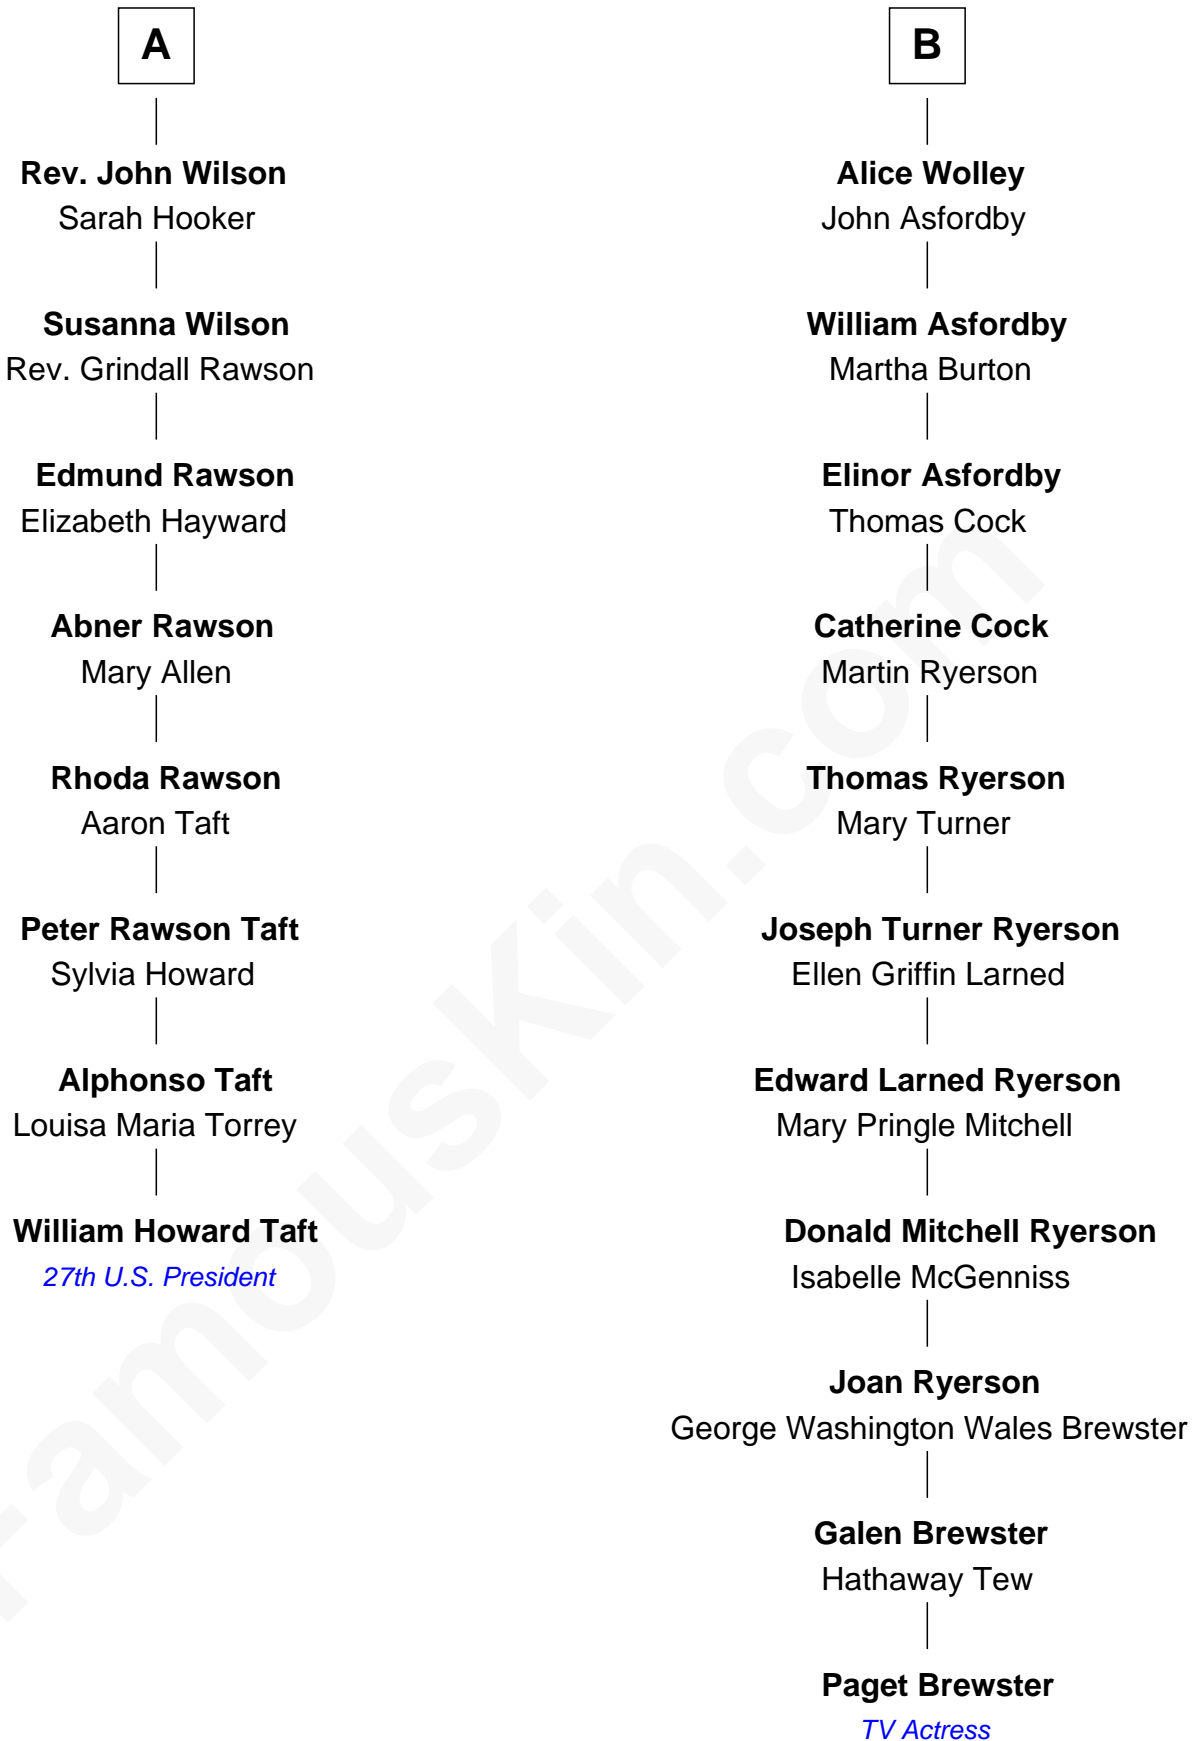 A
Rev. John Wilson
Sarah Hooker
Susanna Wilson
Rev. Grindall Rawson
Edmund Rawson
Elizabeth Hayward
Abner Rawson
Mary Allen
Rhoda Rawson
Aaron Taft
Peter Rawson Taft
Sylvia Howard
Alphonso Taft
Louisa Maria Torrey
William Howard Taft
27th U.S. President
B
Alice Wolley
John Asfordby
William Asfordby
Martha Burton
Elinor Asfordby
Thomas Cock
Catherine Cock
Martin Ryerson
Thomas Ryerson
Mary Turner
Joseph Turner Ryerson
Ellen Griffin Larned
Edward Larned Ryerson
Mary Pringle Mitchell
Donald Mitchell Ryerson
Isabelle McGenniss
Joan Ryerson
George Washington Wales Brewster
Galen Brewster
Hathaway Tew
Paget Brewster
TV Actress
FamousKin.com